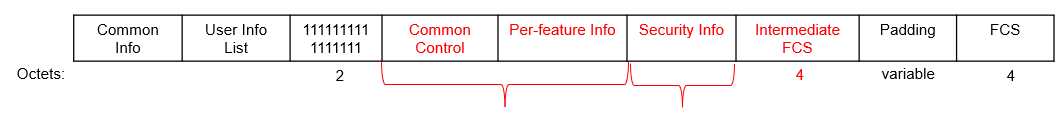 Common Info
User Info List
111111111 1111111
Common Control
Per-feature Info
Security Info
Intermediate FCS
Padding
FCS
Octets:
2
4
variable
4